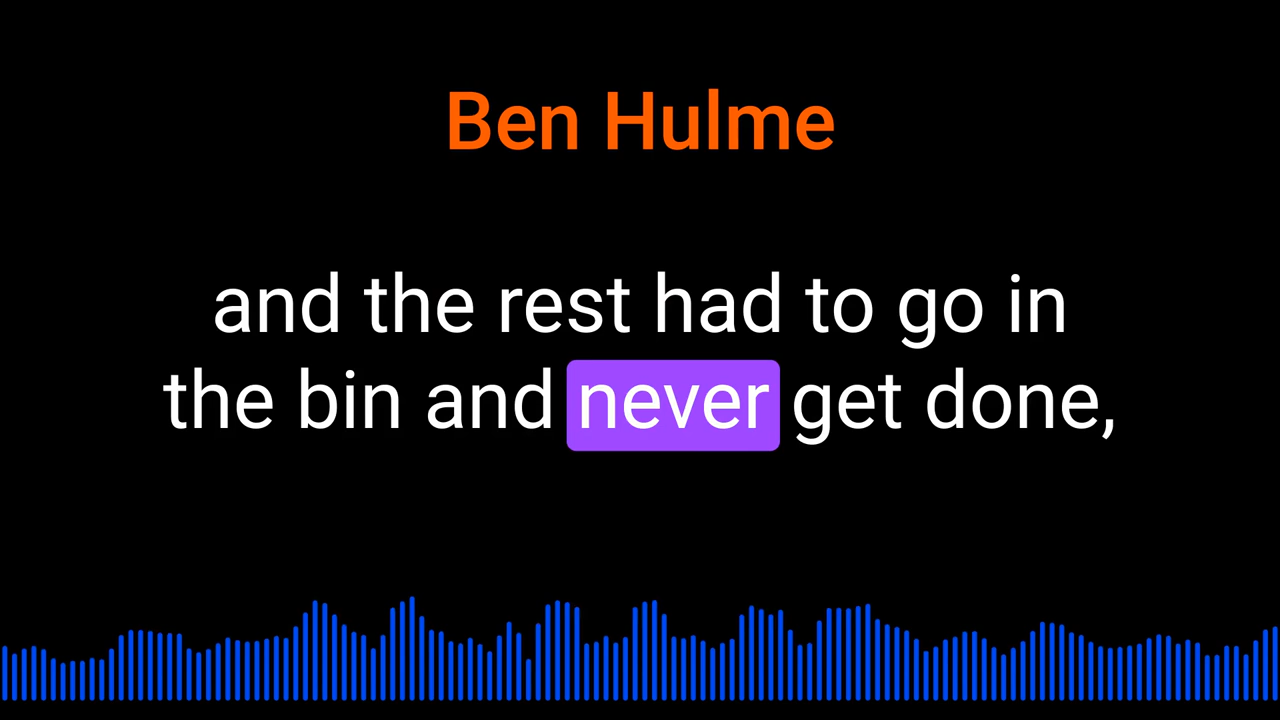 Ben Hulme
and the rest had to go in
the bin and never get done,